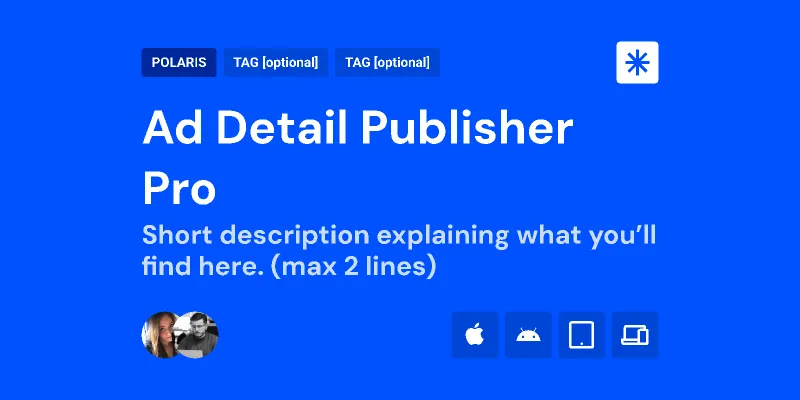 POLARIS
TAG [optional]
TAG [optional]
Ad Detail Publisher
Pro
Short description explaining what you’ll
find here. (max 2 lines)